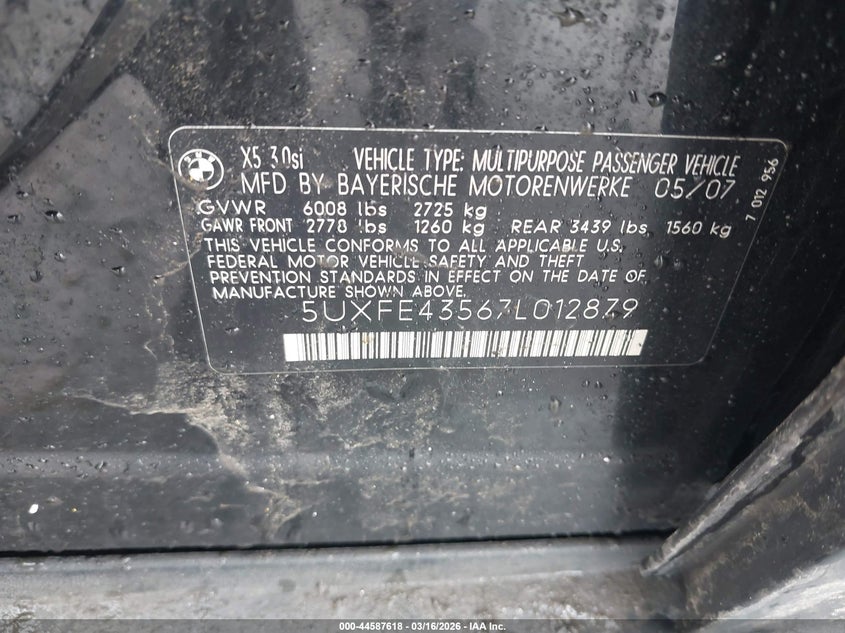 BMW
X5 3.0si VEHICLE TYPE: MULTIPURPOSE PASSENGER VEHICLE
MFD BY BAYERISCHE MOTORENWERKE 05/07
GVWR 6008 lbs 2725 kg
GAWR FRONT 2778 lbs 1260 kg REAR 3439 lbs 1560 kg
THIS VEHICLE CONFORMS TO ALL APPLICABLE U.S.
FEDERAL MOTOR VEHICLE SAFETY AND THEFT
PREVENTION STANDARDS IN EFFECT ON THE DATE OF
MANUFACTURE SHOWN ABOVE.
5UXFE43567L012879
7 012 956
000-44587618 - 03/16/2026 - IAA Holdings, LLC.